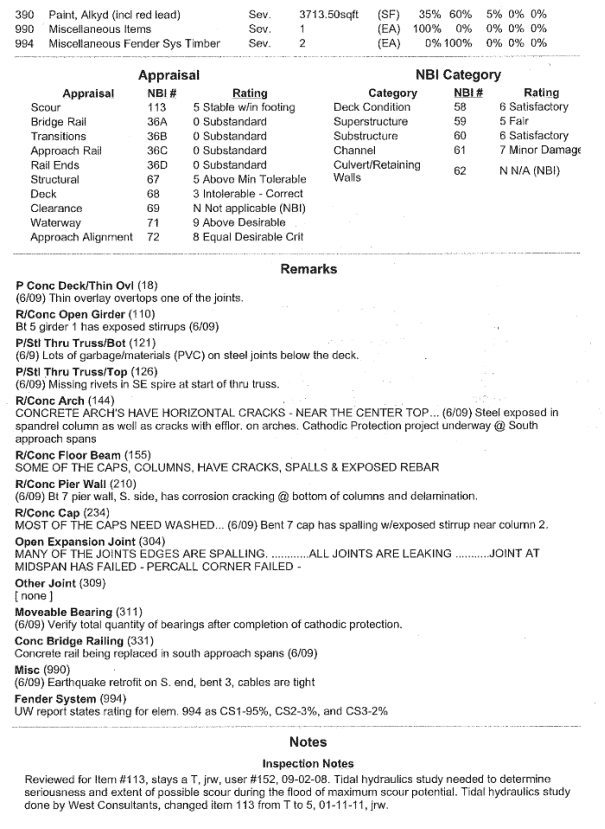 390 Paint, Alkyd (incl red lead) Sev. 3713.50sqft (SF) 35% 60% 5% 0% 0%
990 Miscellaneous Items Sev. 1 (EA) 100% 0% 0% 0% 0%
994 Miscellaneous Fender Sys Timber Sev. 2 (EA) 0% 100% 0% 0% 0%
Appraisal
Appraisal NBI # Rating
Scour 113 5 Stable w/in footing
Bridge Rail 36A 0 Substandard
Transitions 36B 0 Substandard
Approach Rail 36C 0 Substandard
Rail Ends 36D 0 Substandard
Structural 67 5 Above Min Tolerable
Deck 68 3 Intolerable - Correct
Clearance 69 N Not applicable (NBI)
Waterway 71 9 Above Desirable
Approach Alignment 72 8 Equal Desirable Crit
NBI Category
Category NBI # Rating
Deck Condition 58 6 Satisfactory
Superstructure 59 5 Fair
Substructure 60 6 Satisfactory
Channel 61 7 Minor Damage
Culvert/Retaining
Walls 62 N N/A (NBI)
Remarks
P Conc Deck/Thin Ovl (18)
(6/09) Thin overlay overtops one of the joints.
R/Conc Open Girder (110)
Bt 5 girder 1 has exposed stirrups (6/09)
P/Stl Thru Truss/Bot (121)
(6/9) Lots of garbage/materials (PVC) on steel joints below the deck.
P/Stl Thru Truss/Top (126)
(6/09) Missing rivets in SE spire at start of thru truss.
R/Conc Arch (144)
CONCRETE ARCH'S HAVE HORIZONTAL CRACKS - NEAR THE CENTER TOP... (6/09) Steel exposed in
spandrel column as well as cracks with efflor. on arches. Cathodic Protection project underway @ South
approach spans
R/Conc Floor Beam (155)
SOME OF THE CAPS, COLUMNS, HAVE CRACKS, SPALLS & EXPOSED REBAR
R/Conc Pier Wall (210)
(6/09) Bt 7 pier wall, S. side, has corrosion cracking @ bottom of columns and delamination.
R/Conc Cap (234)
MOST OF THE CAPS NEED WASHED... (6/09) Bent 7 cap has spalling w/exposed stirrup near column 2.
Open Expansion Joint (304)
MANY OF THE JOINTS EDGES ARE SPALLING. ............ALL JOINTS ARE LEAKING ..........JOINT AT
MIDSPAN HAS FAILED - PERCALL CORNER FAILED -
Other Joint (309)
[ none ]
Moveable Bearing (311)
(6/09) Verify total quantity of bearings after completion of cathodic protection.
Conc Bridge Railing (331)
Concrete rail being replaced in south approach spans (6/09)
Misc (990)
(6/09) Earthquake retrofit on S. end, bent 3, cables are tight
Fender System (994)
UW report states rating for elem. 994 as CS1-95%, CS2-3%, and CS3-2%
Notes
Inspection Notes
Reviewed for Item #113, stays a T, jrw, user #152, 09-02-08. Tidal hydraulics study needed to determine
seriousness and extent of possible scour during the flood of maximum scour potential. Tidal hydraulics study
done by West Consultants, changed item 113 from T to 5, 01-11-11, jrw.